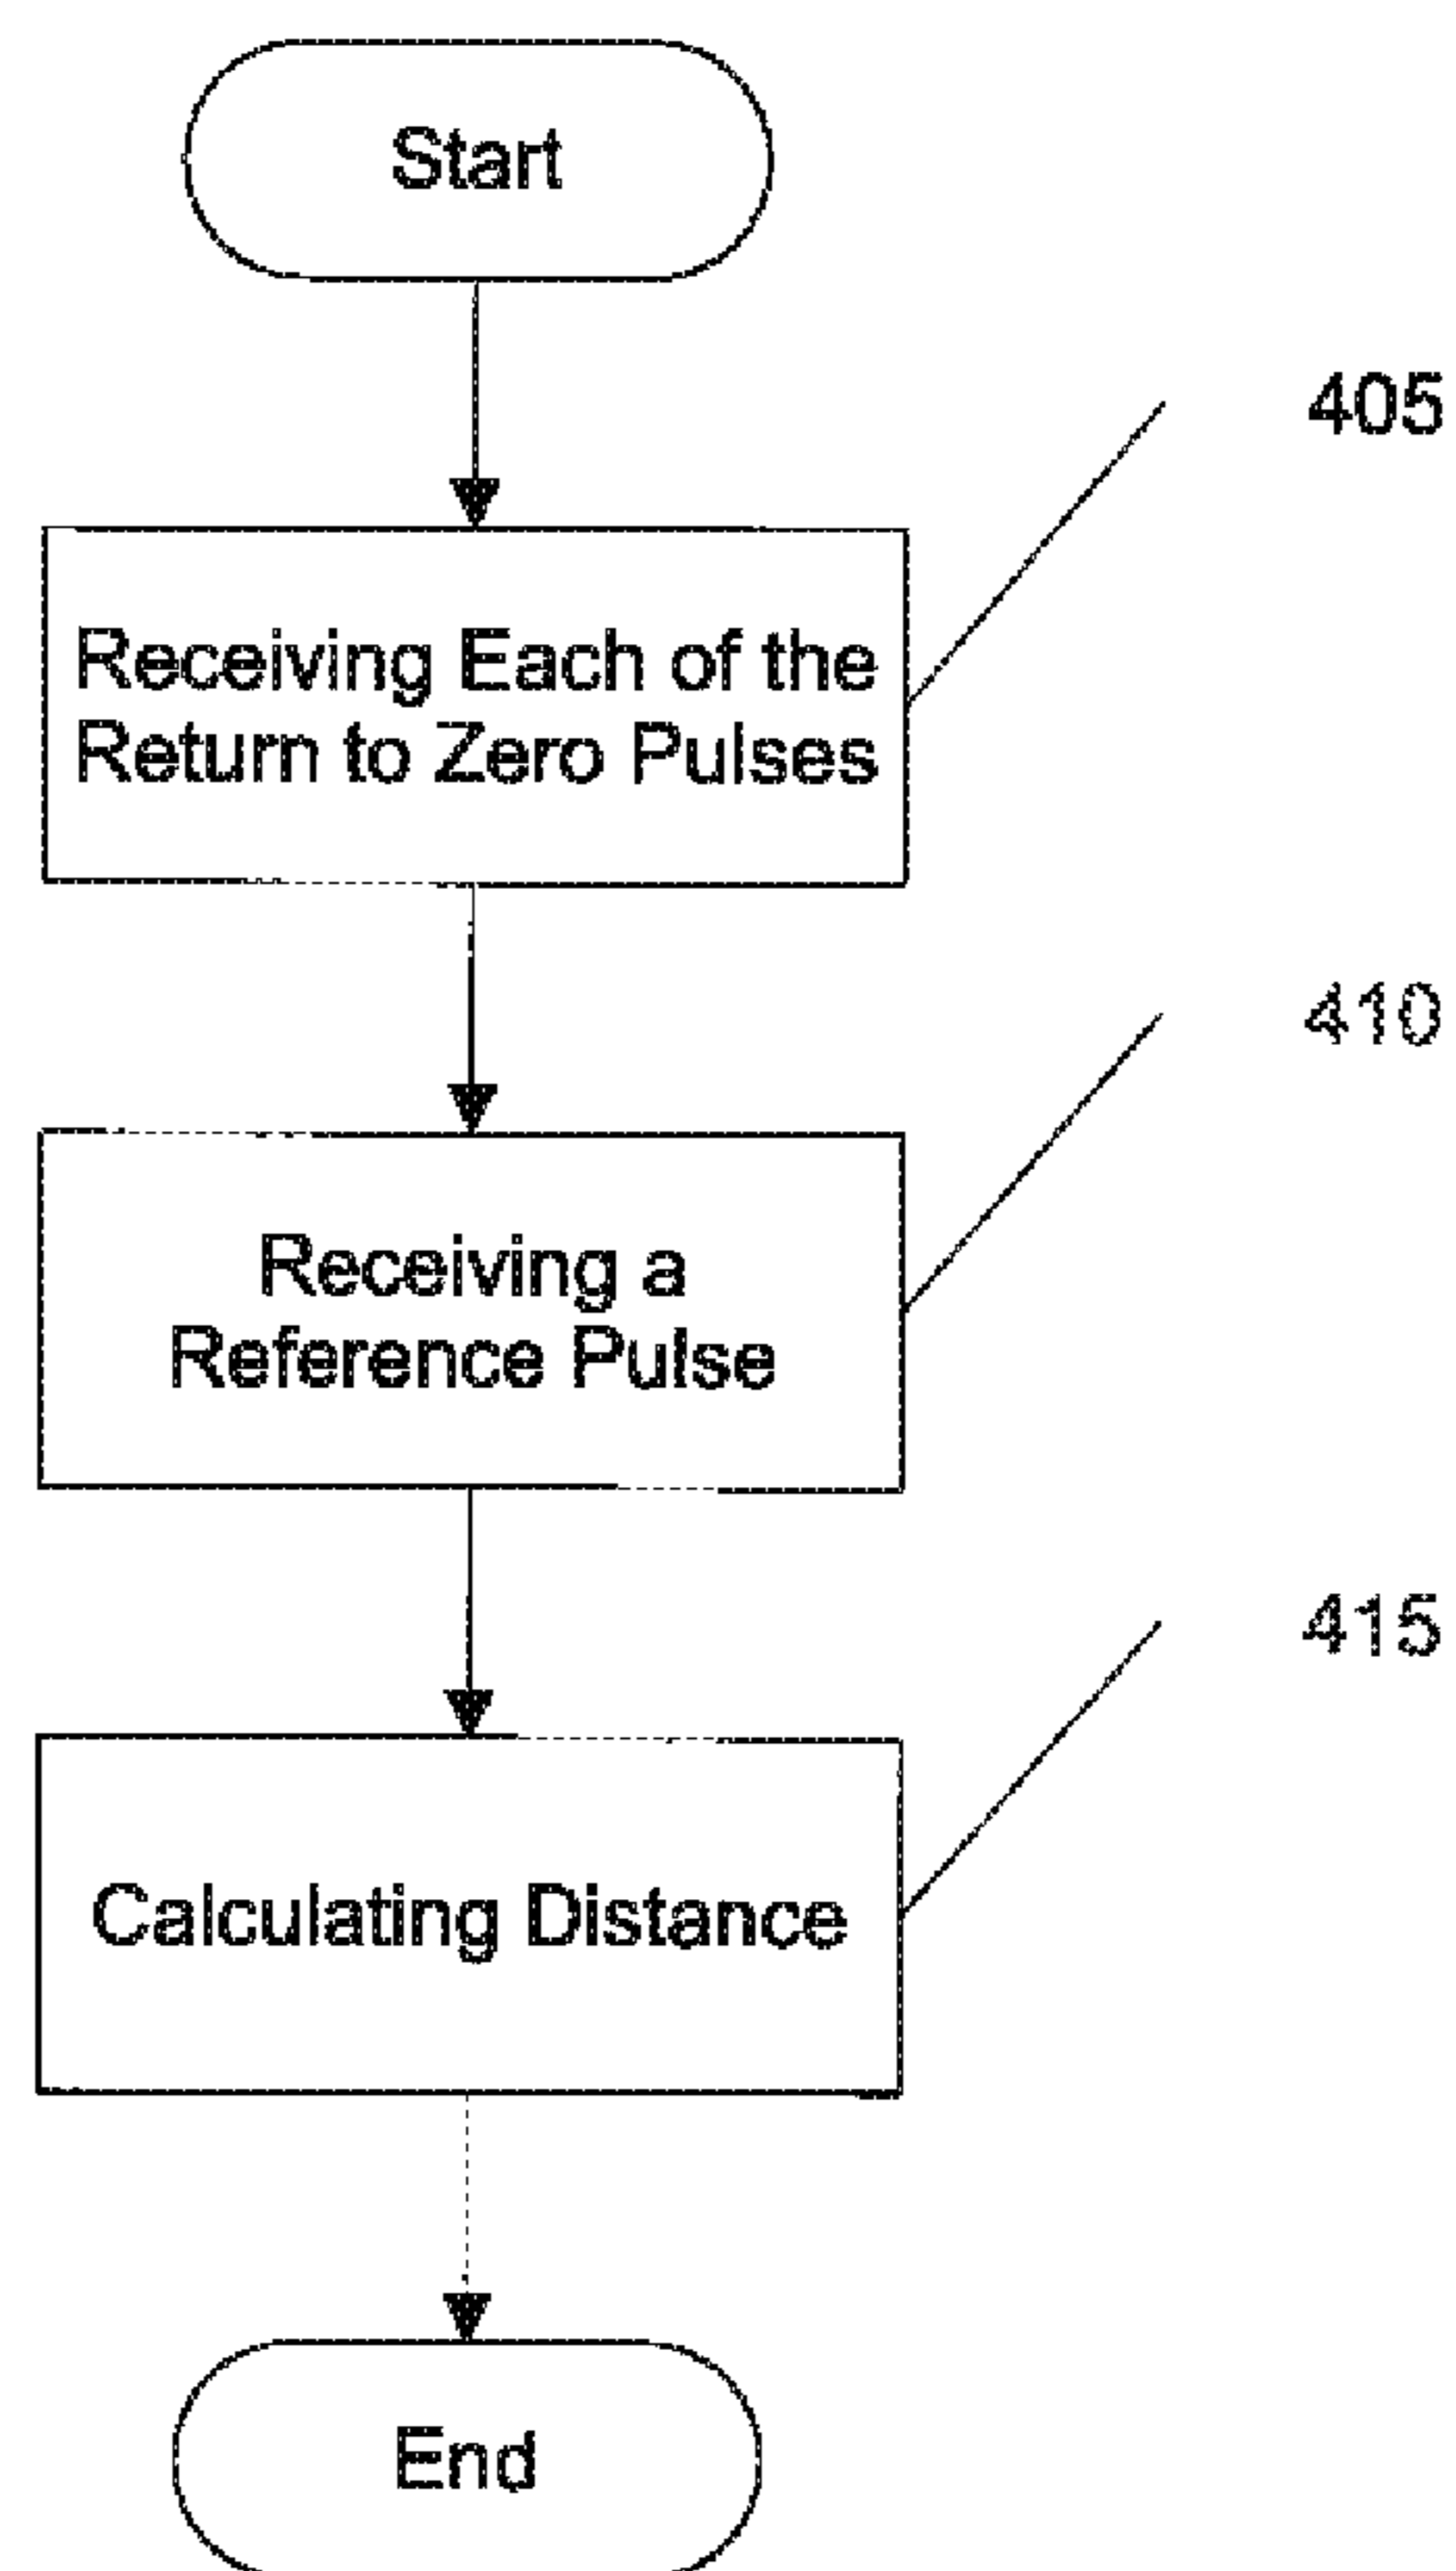 Start
405
Receiving Each of the
Return to Zero Pulses
410
Receiving a
Reference Pulse
415
Calculating Distance
End